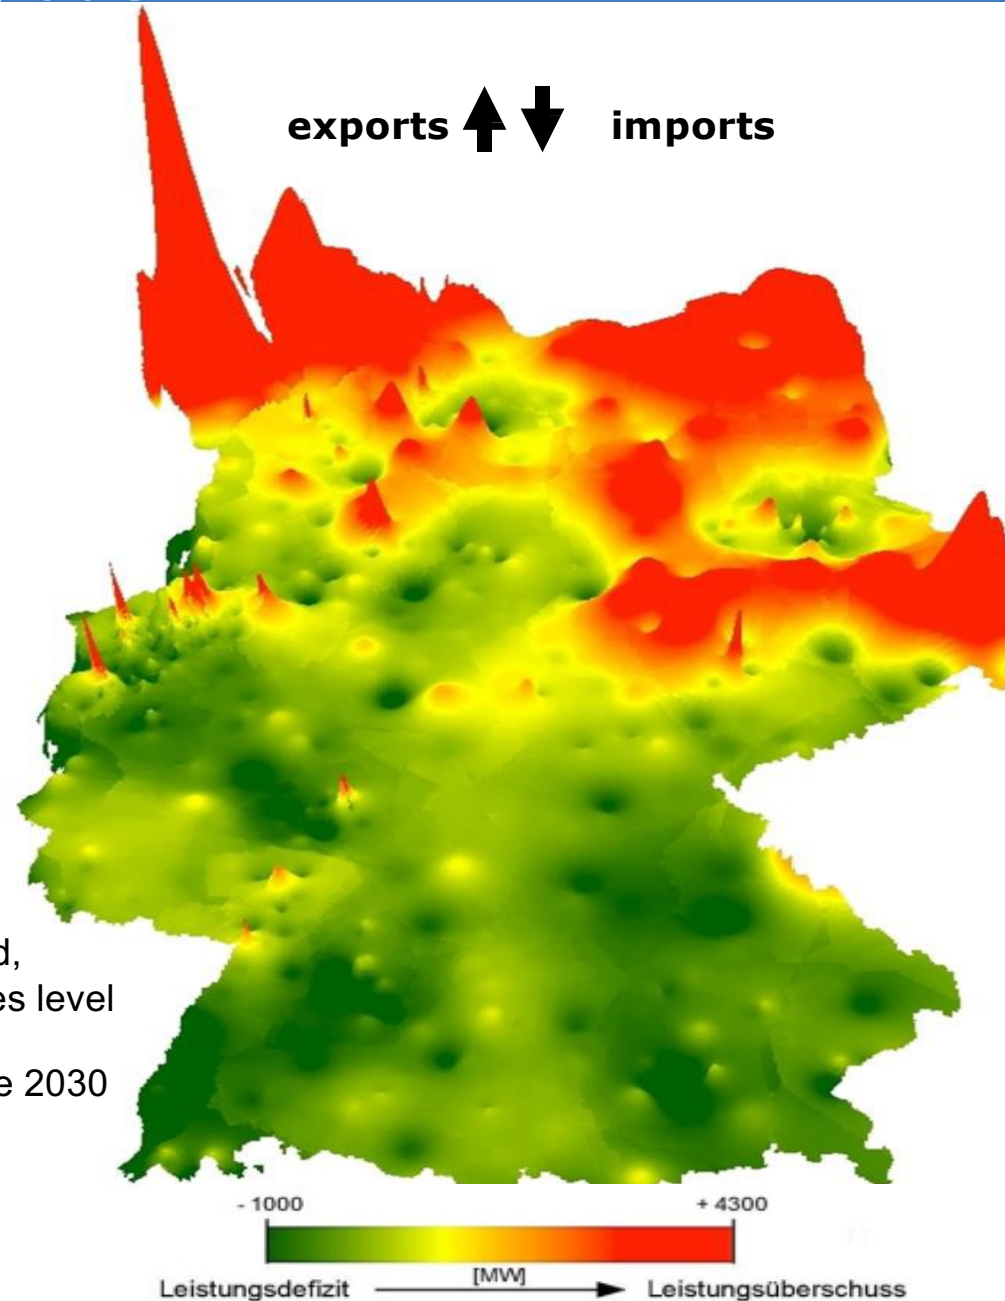 exports imports
es level
e 2030
- 1000 + 4300
[MW]
Leistungsdefizit Leistungsüberschuss